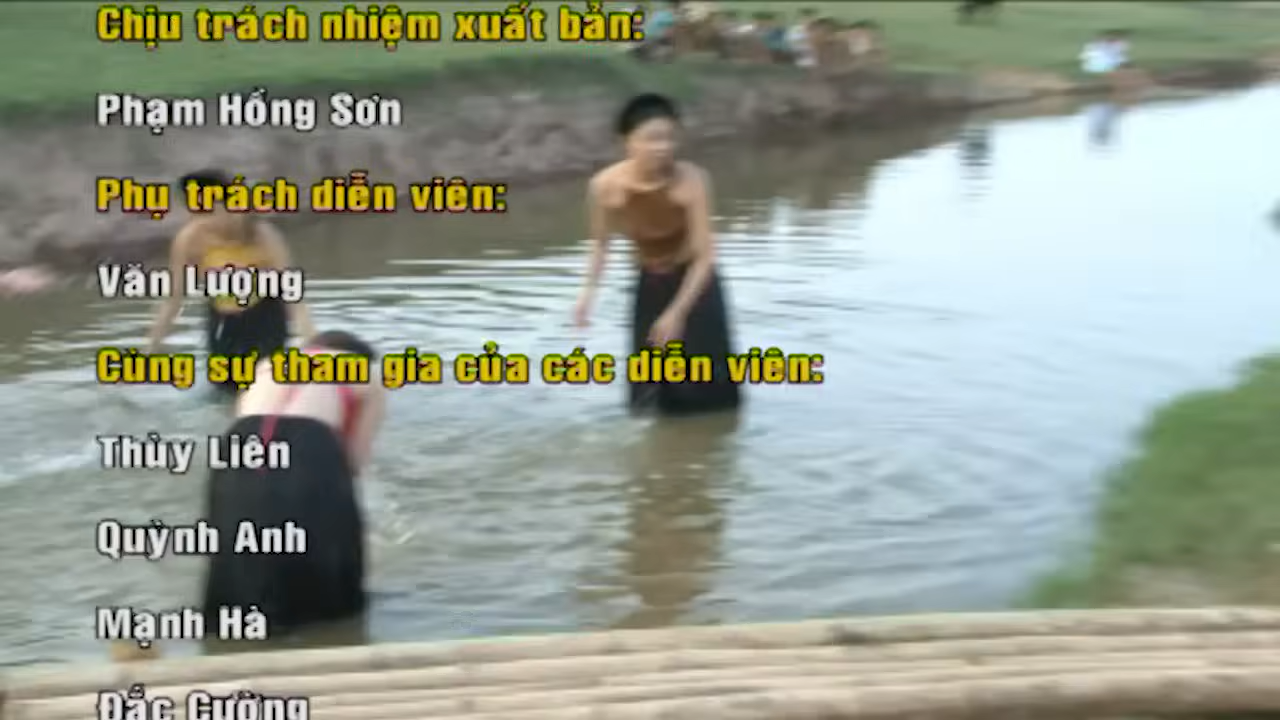 Chịu trách nhiệm xuất bản:
Phạm Hồng Sơn
Phụ trách diễn viên:
Văn Lượng
Cùng sự tham gia của các diễn viên:
Thủy Liên
Quỳnh Anh
Mạnh Hà
Đắc Cường